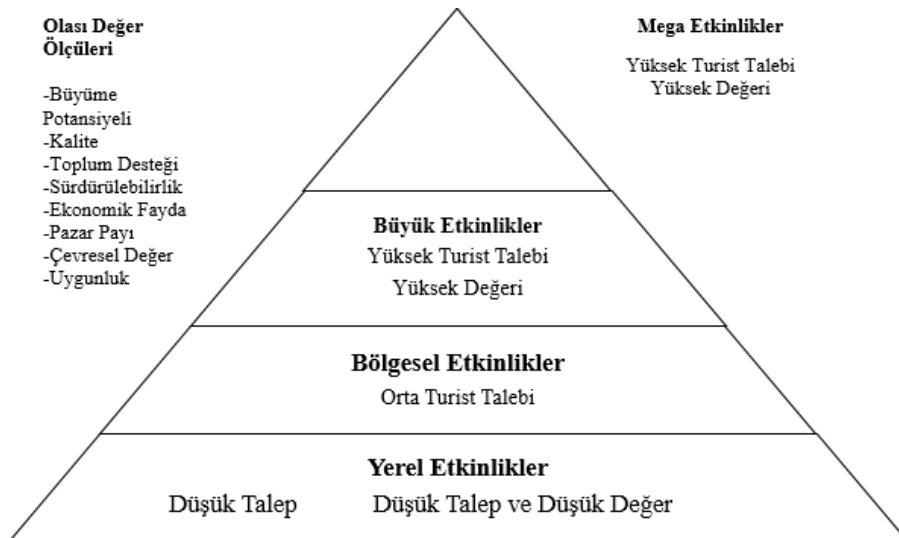 Olası Değer
Ölçüleri
-Büyüme
Potansiyeli
-Kalite
-Toplum Desteği
-Sürdürülebilirlik
-Ekonomik Fayda
-Pazar Payı
-Çevresel Değer
-Uygunluk
Mega Etkinlikler
Yüksek Turist Talebi
Yüksek Değeri
Büyük Etkinlikler
Yüksek Turist Talebi
Yüksek Değeri
Bölgesel Etkinlikler
Orta Turist Talebi
Yerel Etkinlikler
Düşük Talep Düşük Talep ve Düşük Değer